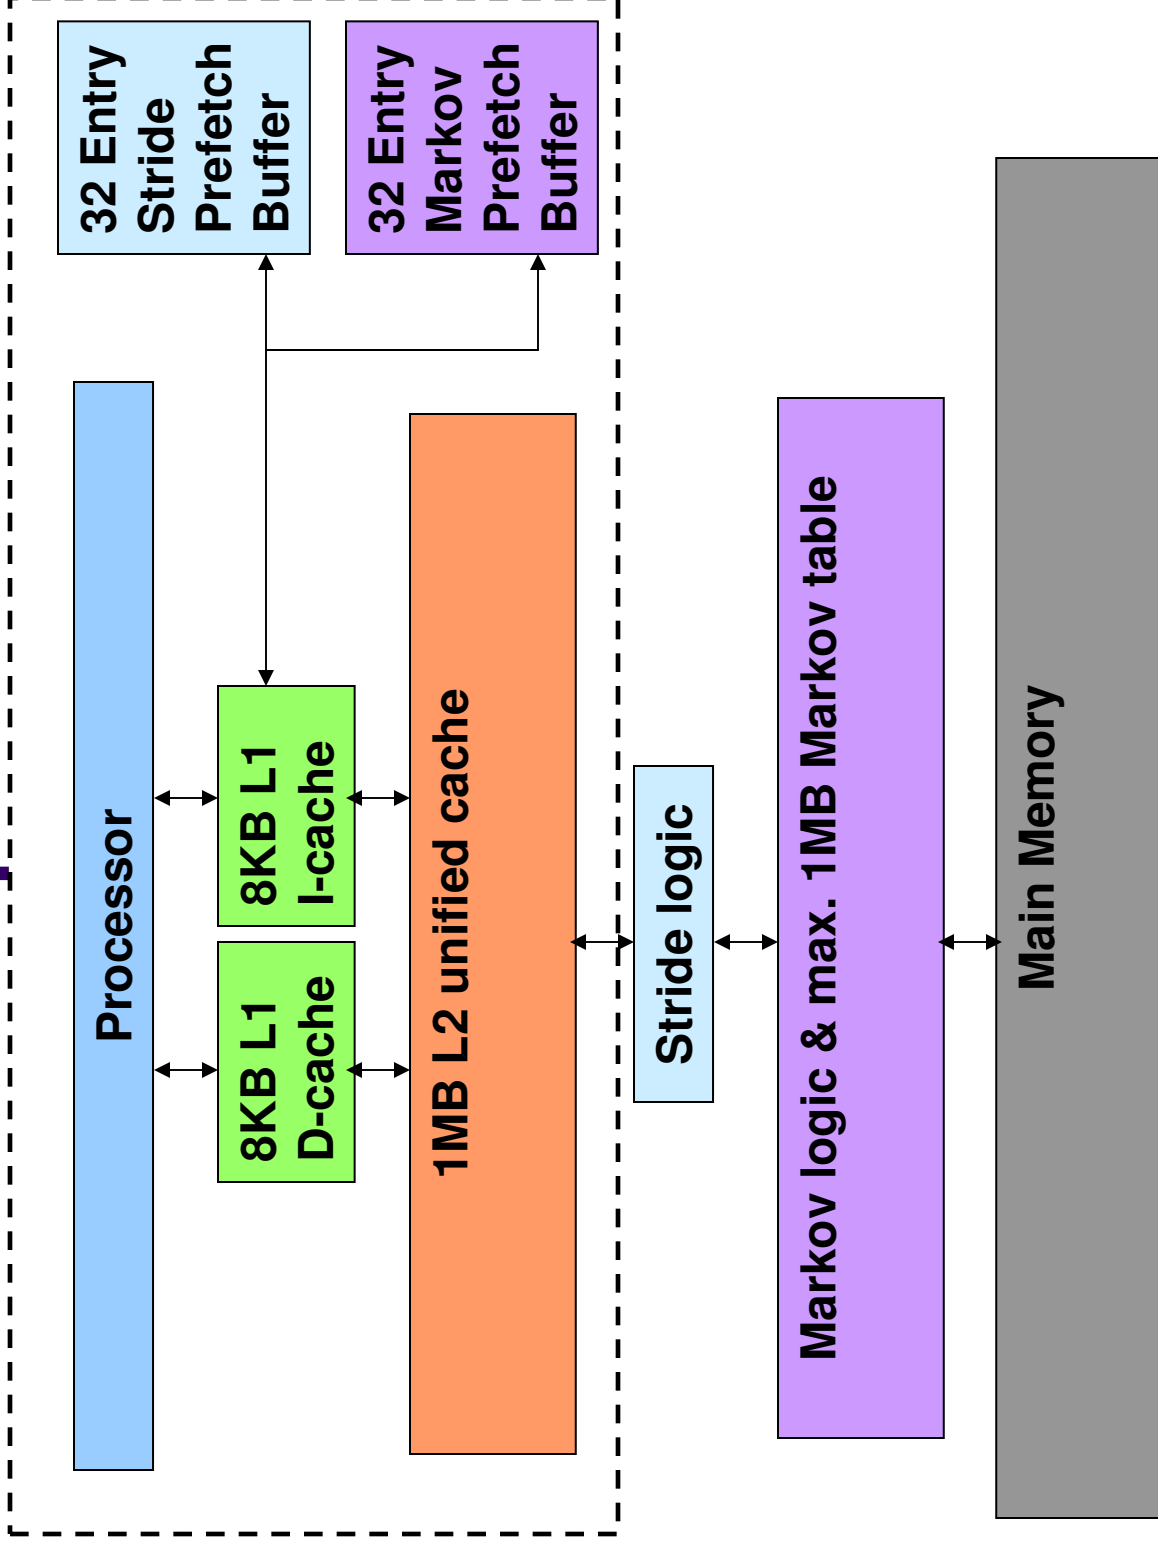 Processor
8KB L1
D-cache
8KB L1
I-cache
32 Entry
Stride
Prefetch
Buffer
1MB L2 unified cache
32 Entry
Markov
Prefetch
Buffer
Stride logic
Markov logic & max. 1MB Markov table
Main Memory